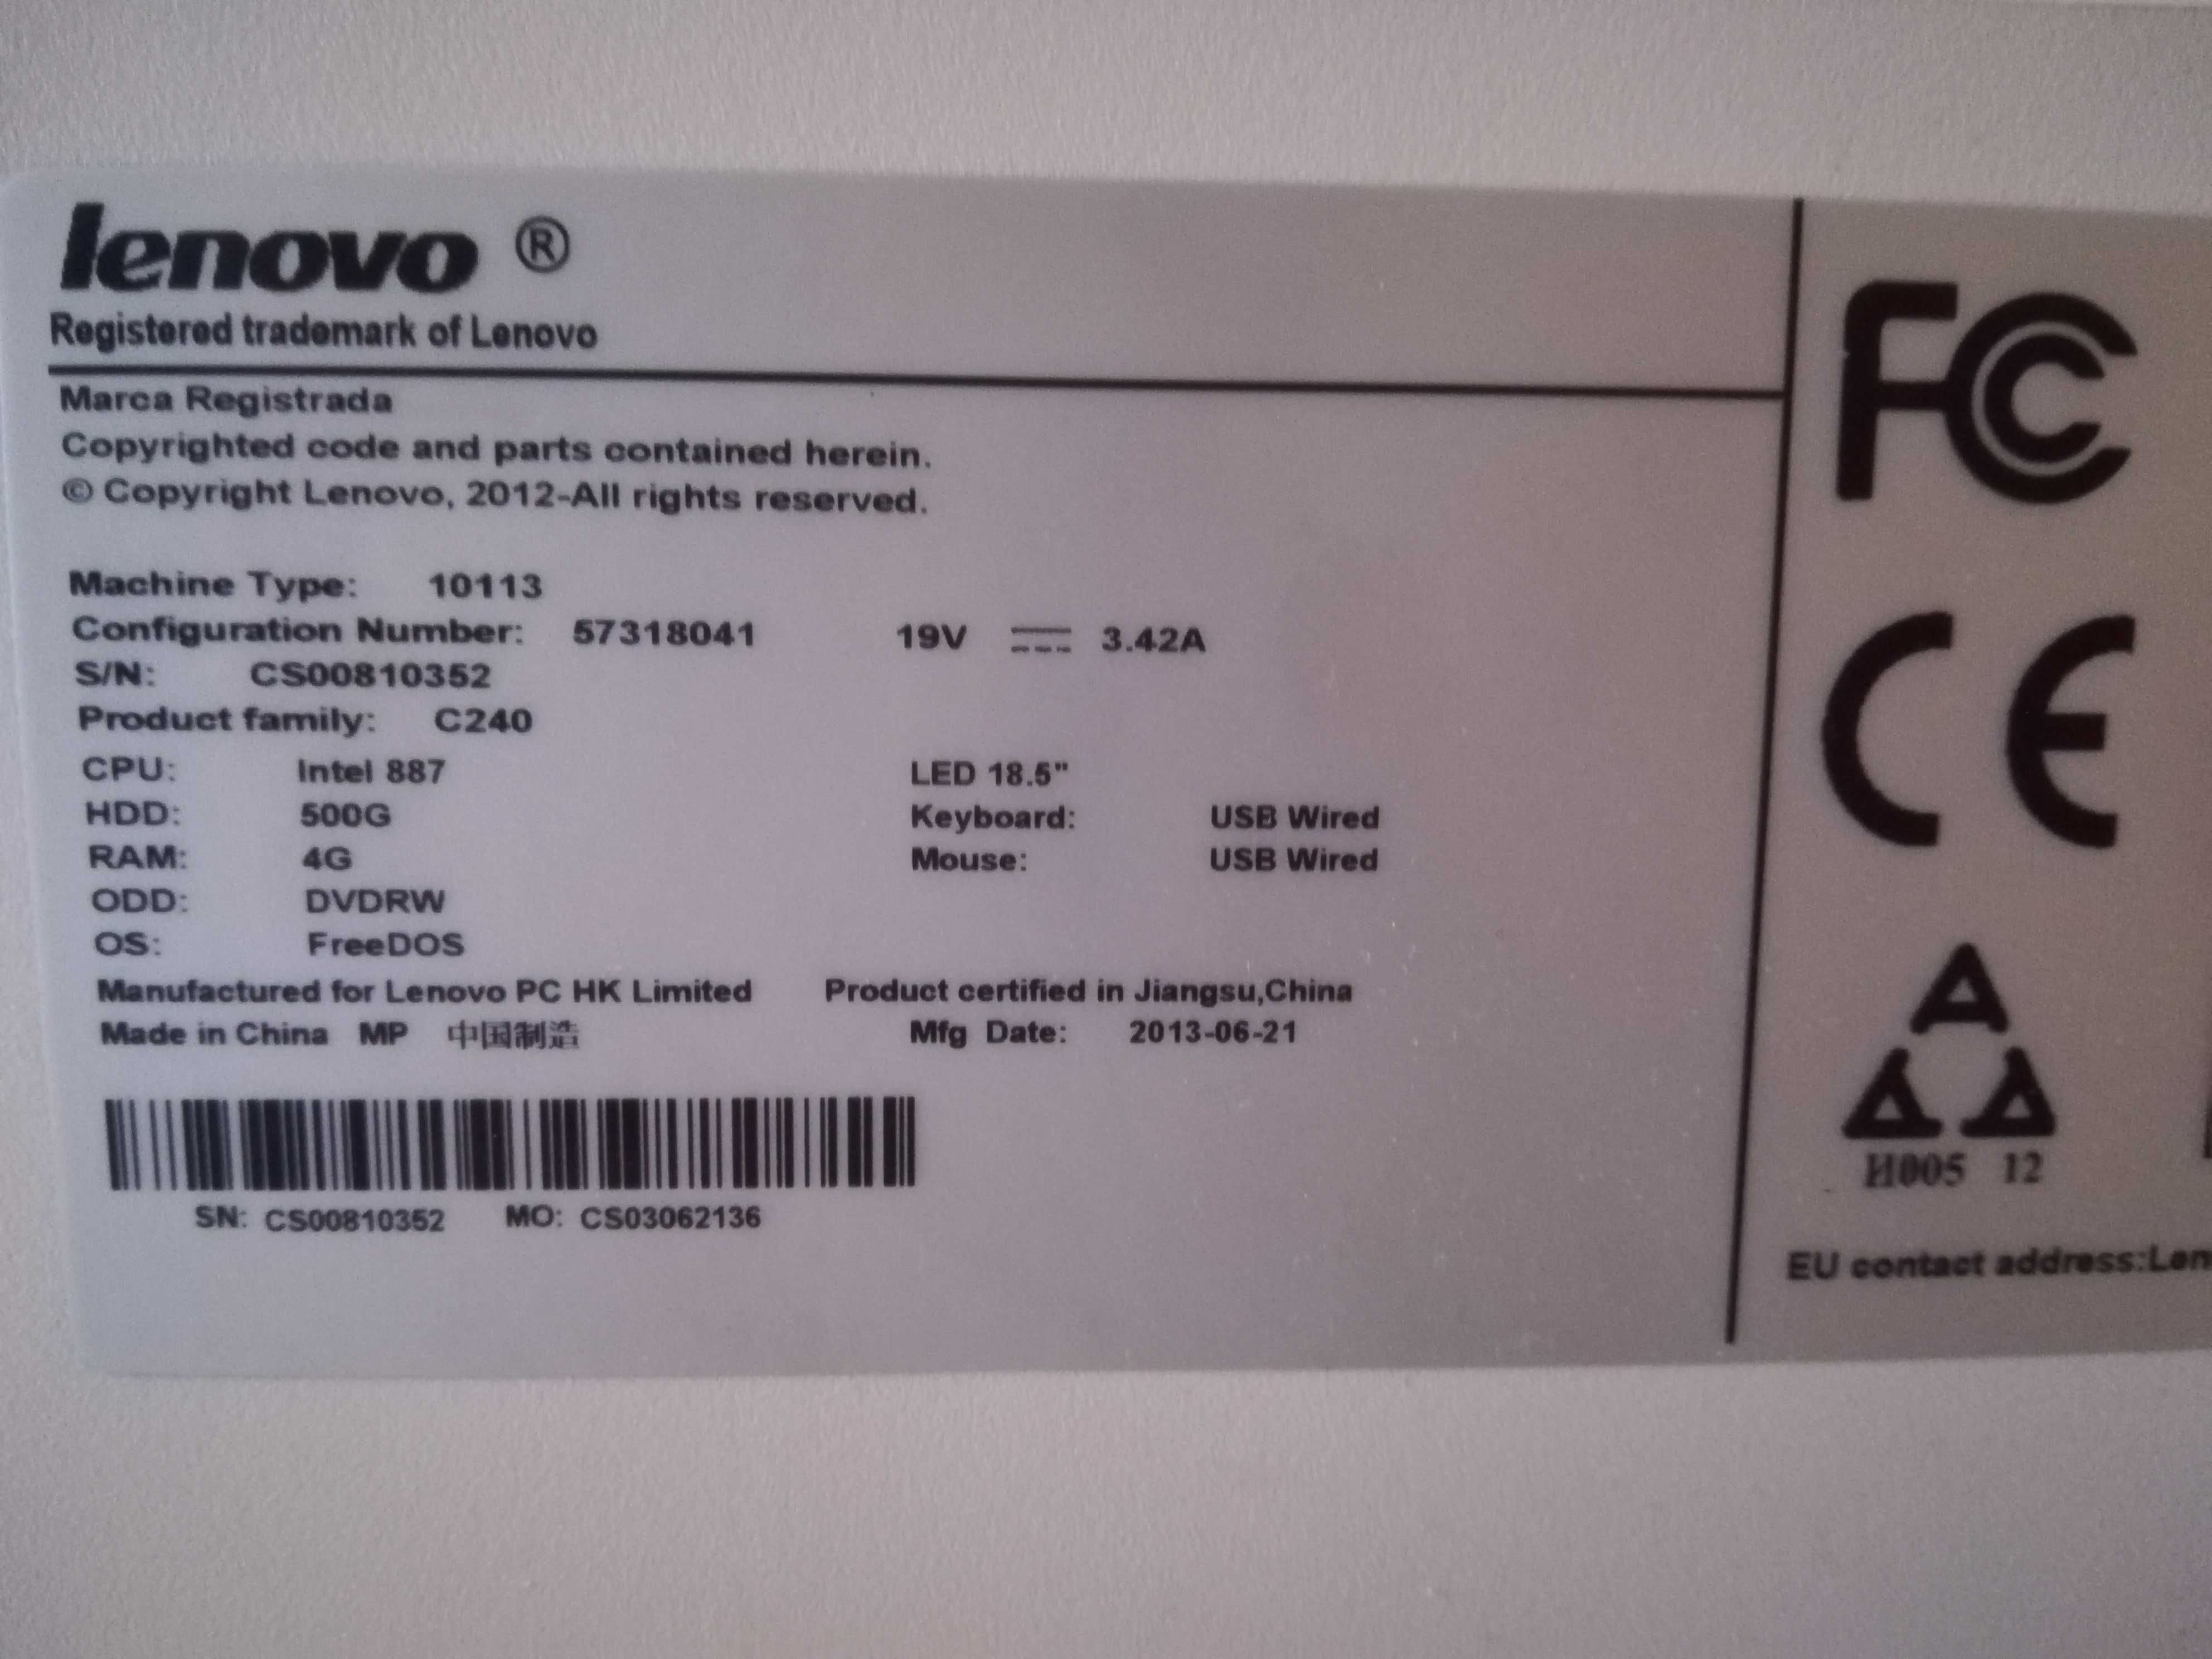 lenovo ®
Registered trademark of Lenovo
Marca Registrada
Copyrighted code and parts contained herein.
© Copyright Lenovo, 2012-All rights reserved.
Machine Type: 10113
Configuration Number: 57318041 19V 3.42A
S/N: CS00810352
Product family: C240
CPU: Intel 887 LED 18.5"
HDD: 500G Keyboard: USB Wired
RAM: 4G Mouse: USB Wired
ODD: DVDRW
OS: FreeDOS
Manufactured for Lenovo PC HK Limited Product certified in Jiangsu,China
Made in China MP 中国制造 Mfg Date: 2013-06-21
SN: CS00810352 MO: CS03062136
FC
CE
И005 12
EU contact address:Len